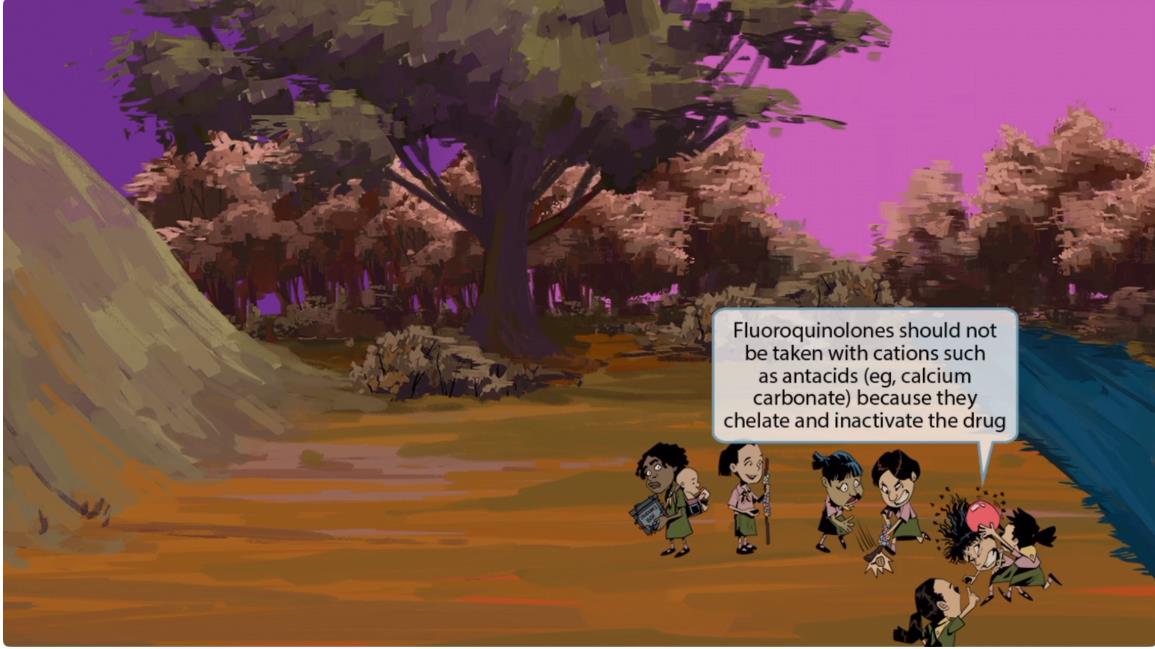 Fluoroquinolones should not
be taken with cations such
as antacids (eg, calcium
carbonate) because they
chelate and inactivate the drug